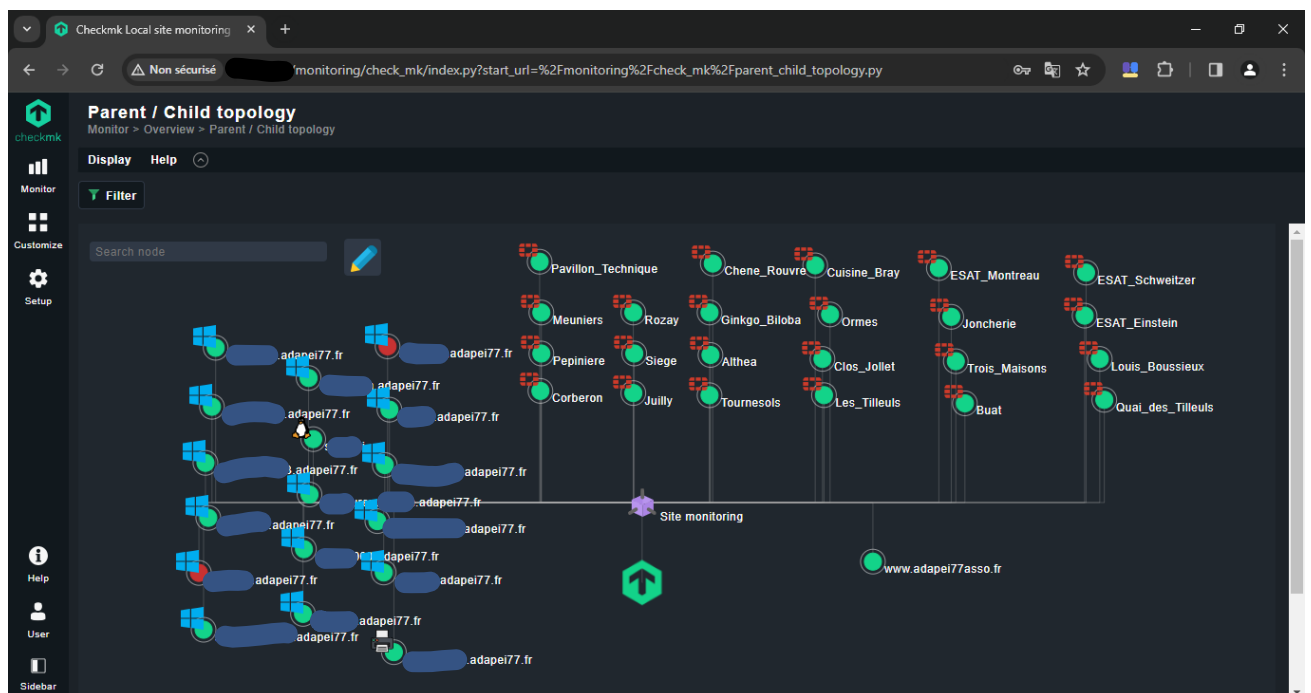 Checkmk Local site monitoring
Non sécurisé
/monitoring/check_mk/index.py?start_url=%2Fmonitoring%2Fcheck_mk%2Fparent_child_topology.py
checkmk
Monitor
Customize
Setup
Help
User
Sidebar
Parent / Child topology
Monitor > Overview > Parent / Child topology
Display Help
Filter
Search node
Pavillon_Technique
Chene_Rouvre
Cuisine_Bray
ESAT_Montreau
ESAT_Schweitzer
Meuniers
Rozay
Ginkgo_Biloba
Ormes
Joncherie
ESAT_Einstein
Pepiniere
Siege
Althea
Clos_Jollet
Trois_Maisons
Louis_Boussieux
Corberon
Juilly
Tournesols
Les_Tilleuls
Buat
Quai_des_Tilleuls
.adapei77.fr
adapei77.fr
.adapei77.fr
.adapei77.fr
adapei77.fr
.adapei77.fr
adapei77.fr
.adapei77.fr
adapei77.fr
adapei77.fr
adapei77.fr
adapei77.fr
adapei77.fr
adapei77.fr
adapei77.fr
.adapei77.fr
Site monitoring
www.adapei77asso.fr